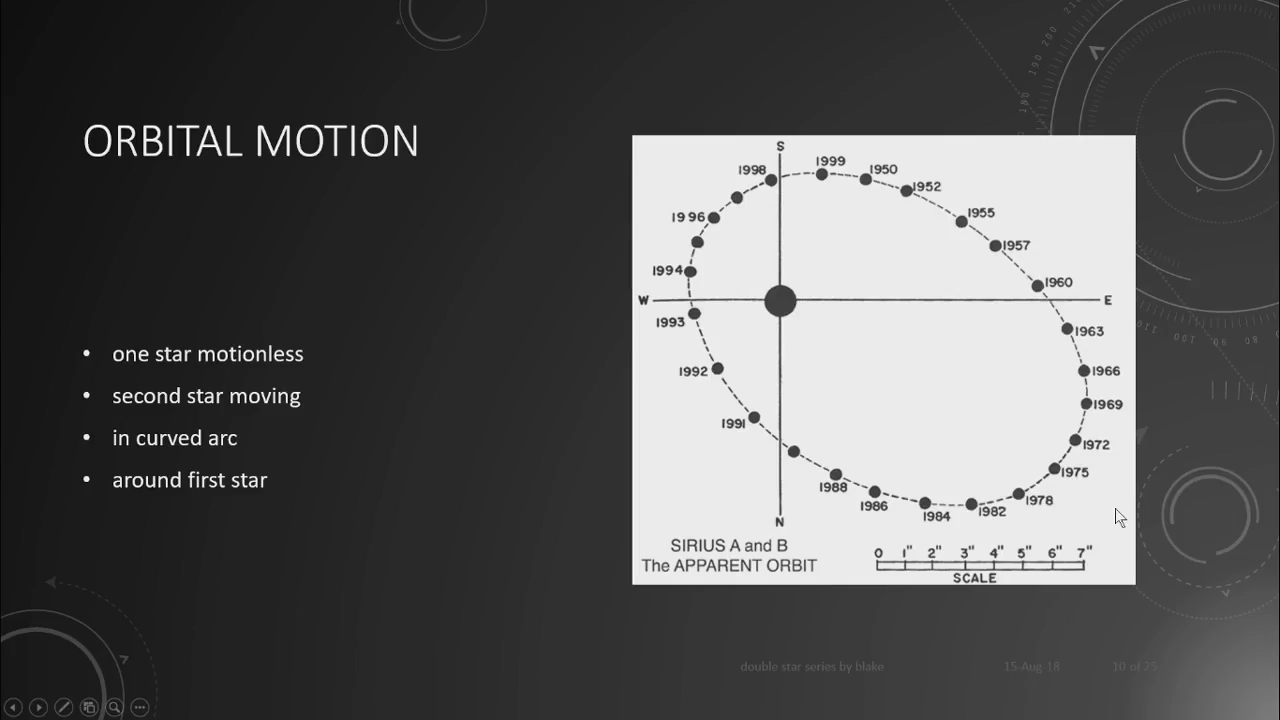 ORBITAL MOTION
• one star motionless
• second star moving
• in curved arc
• around first star
S
1998
1999
1950
1952
1996
1955
1957
1994
1960
W
E
1993
1963
1992
1966
1969
1991
1972
1975
1988
1986
1978
1984
1982
N
SIRIUS A and B
The APPARENT ORBIT
0 1" 2" 3" 4" 5" 6" 7"
SCALE
double star series by blake
15-Aug-18
10 of 25